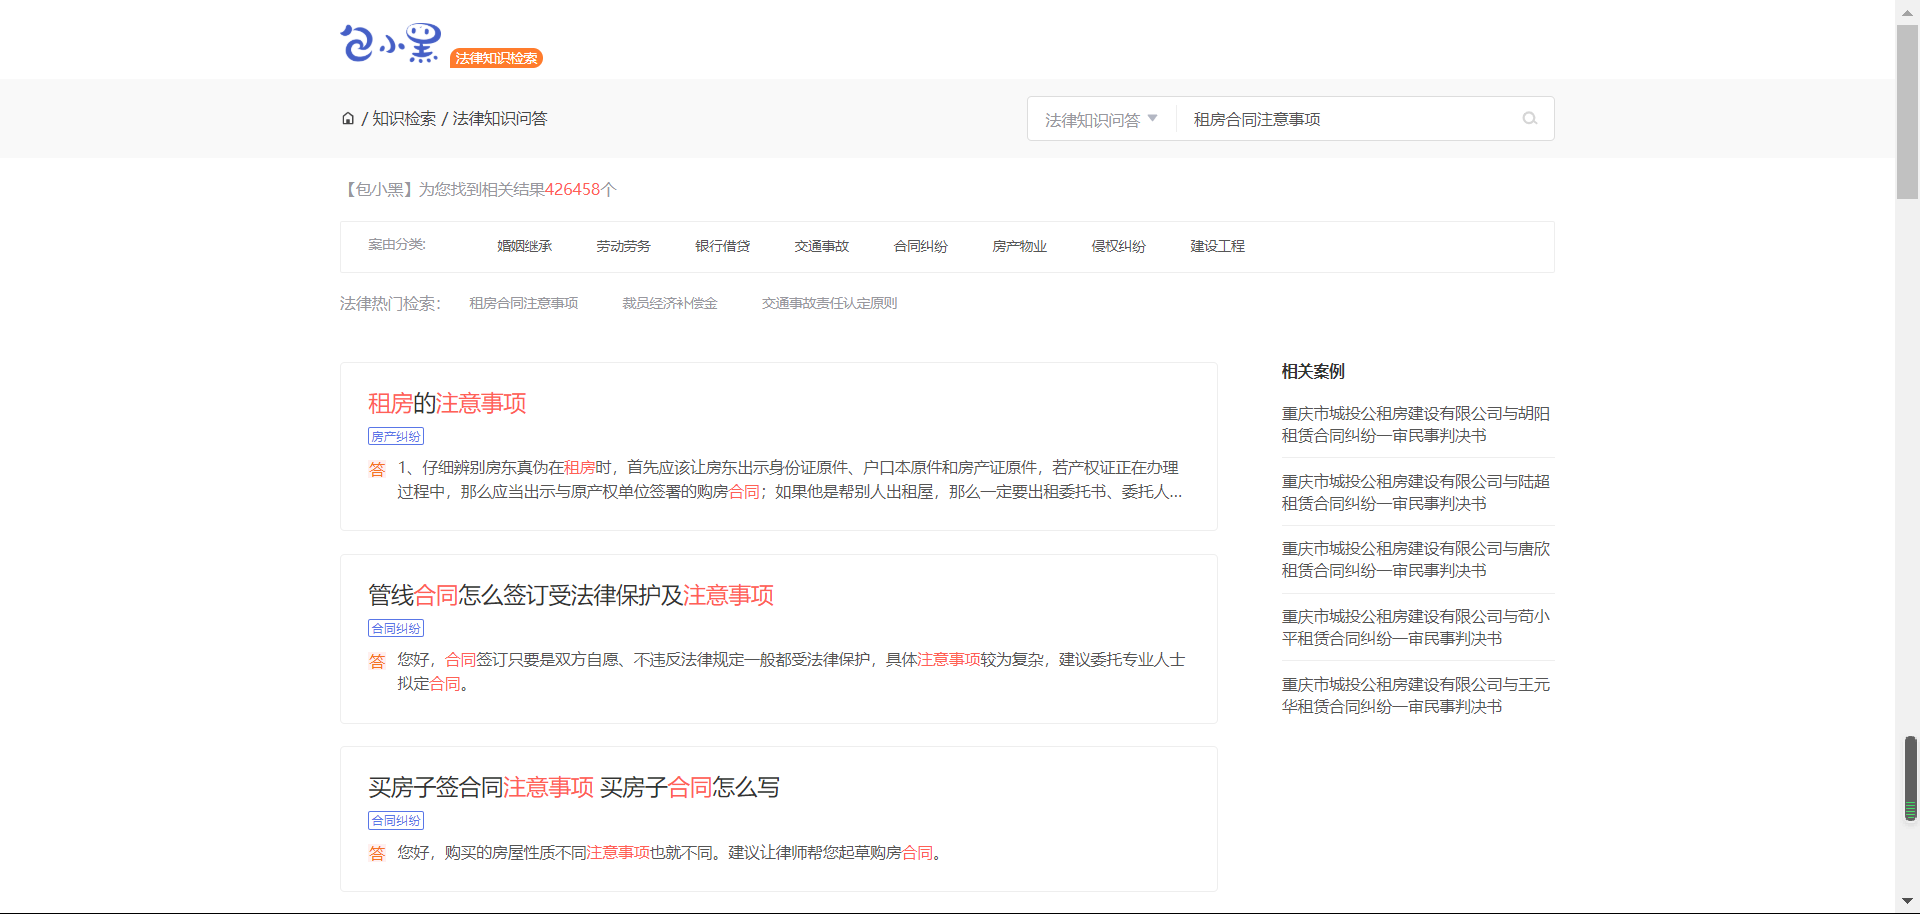 包小黑
法律知识检索
/ 知识检索 / 法律知识问答
法律知识问答
租房合同注意事项
【包小黑】为您找到相关结果426458个
案由分类: 婚姻继承 劳动劳务 银行借贷 交通事故 合同纠纷 房产物业 侵权纠纷 建设工程
法律热门检索： 租房合同注意事项 裁员经济补偿金 交通事故责任认定原则
租房的注意事项
房产纠纷
答 1、仔细辨别房东真伪在租房时，首先应该让房东出示身份证原件、户口本原件和房产证原件，若产权证正在办理
过程中，那么应当出示与原产权单位签署的购房合同；如果他是帮别人出租屋，那么一定要出租委托书、委托人...
管线合同怎么签订受法律保护及注意事项
合同纠纷
答 您好，合同签订只要是双方自愿、不违反法律规定一般都受法律保护，具体注意事项较为复杂，建议委托专业人士
拟定合同。
买房子签合同注意事项 买房子合同怎么写
合同纠纷
答 您好，购买的房屋性质不同注意事项也就不同。建议让律师帮您起草购房合同。
相关案例
重庆市城投公租房建设有限公司与胡阳
租赁合同纠纷一审民事判决书
重庆市城投公租房建设有限公司与陆超
租赁合同纠纷一审民事判决书
重庆市城投公租房建设有限公司与唐欣
租赁合同纠纷一审民事判决书
重庆市城投公租房建设有限公司与苟小
平租赁合同纠纷一审民事判决书
重庆市城投公租房建设有限公司与王元
华租赁合同纠纷一审民事判决书